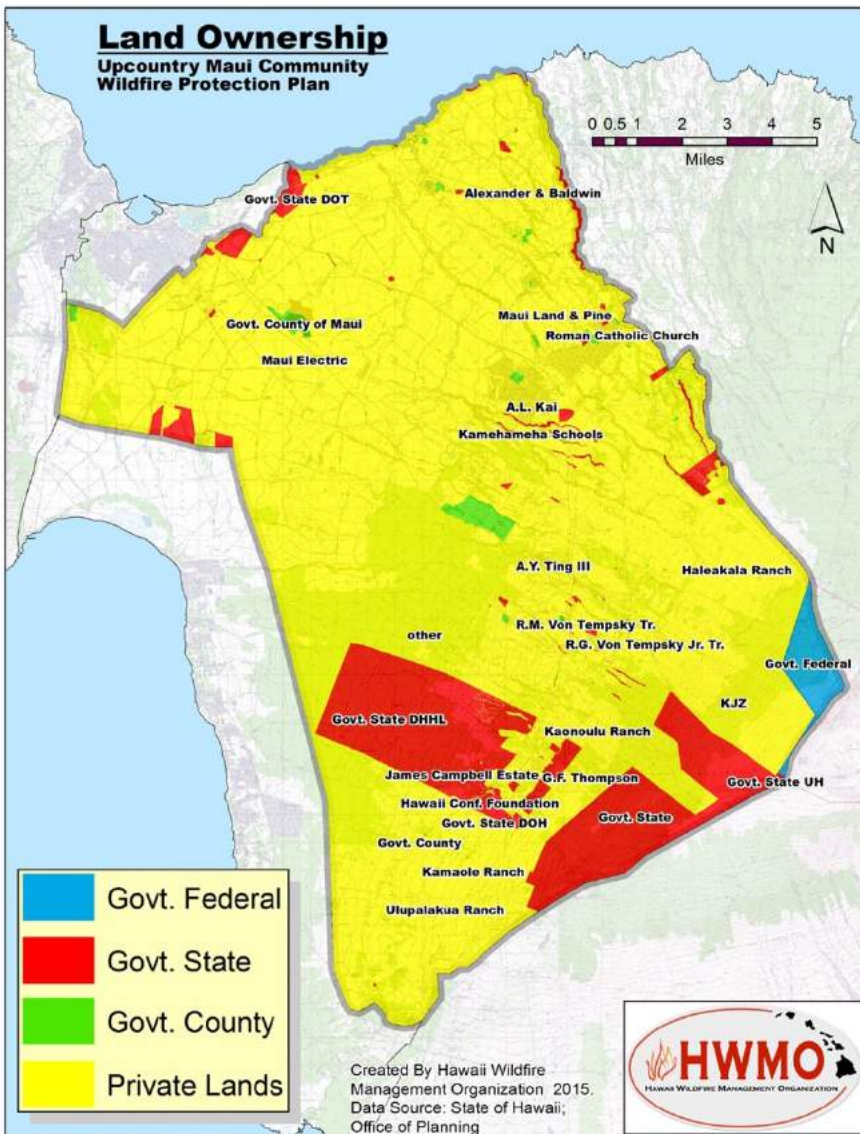 Land Ownership
Upcountry Maui Community
Wildfire Protection Plan
0 0.5 1 2 3 4 5
Miles
N
Govt. State DOT
Alexander & Baldwin
Govt. County of Maui
Maui Land & Pine
Roman Catholic Church
Maui Electric
A.L. Kai
Kamehameha Schools
A.Y. Ting III
Haleakala Ranch
R.M. Von Tempsky Tr.
other
R.G. Von Tempsky Jr. Tr.
Govt. Federal
KJZ
Govt. State DHHL
Kaonoulu Ranch
James Campbell Estate
G.F. Thompson
Govt. State UH
Hawaii Conf. Foundation
Govt. State DOH
Govt. State
Govt. County
Kamaole Ranch
Ulupalakua Ranch
Govt. Federal
Govt. State
Govt. County
Private Lands
Created By Hawaii Wildfire
Management Organization 2015.
Data Source: State of Hawaii;
Office of Planning
HWMO
HAWAII WILDFIRE MANAGEMENT ORGANIZATION